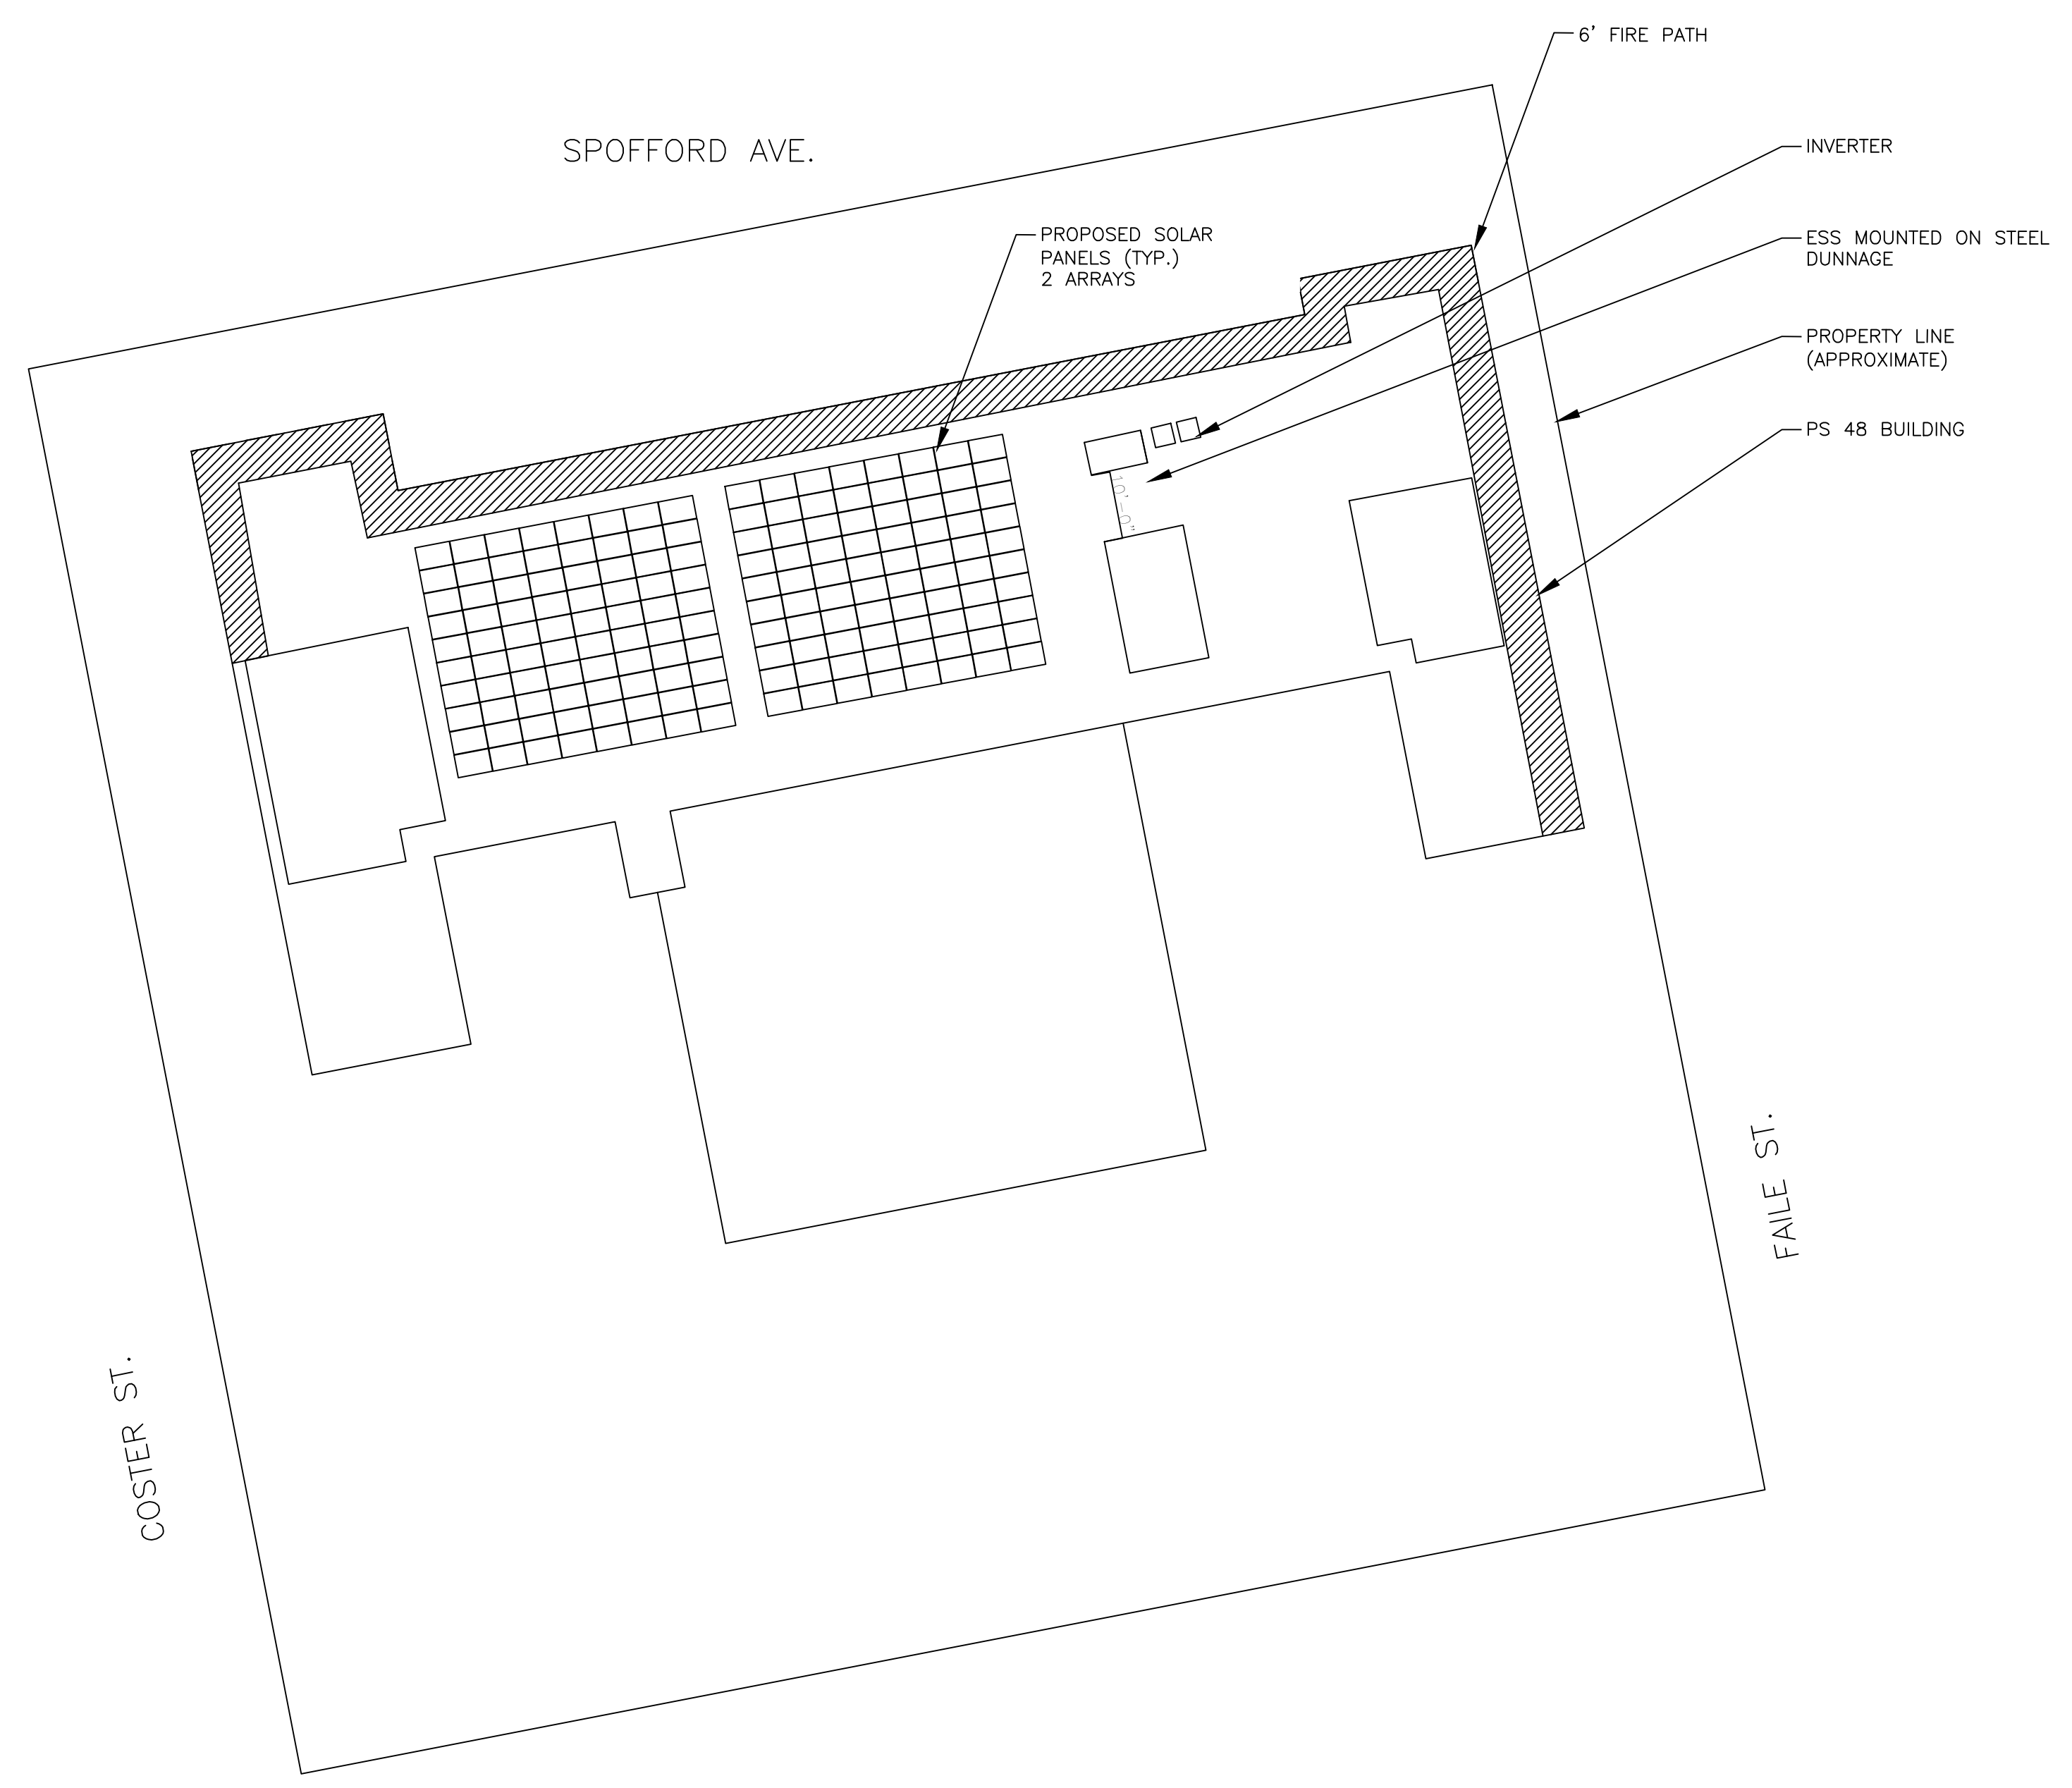 6' FIRE PATH
SPOFFORD AVE.
INVERTER
PROPOSED SOLAR
PANELS (TYP.)
2 ARRAYS
ESS MOUNTED ON STEEL
DUNNAGE
PROPERTY LINE
(APPROXIMATE)
PS 48 BUILDING
10'-0"
FAILE ST.
COSTER ST.